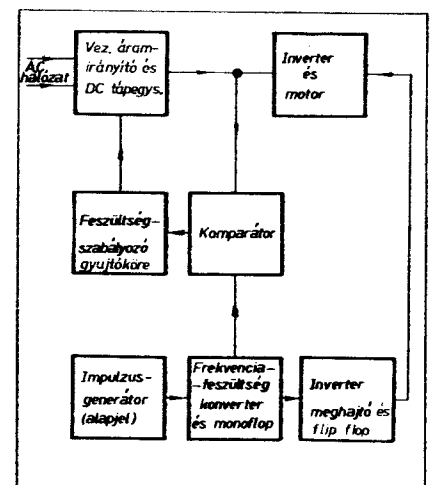 AC
hálózat
Vez. áram-
irányító és
DC tápegys.
Inverter
és
motor
Feszültség-
szabályozó
gyujtóköre
Komparátor
Impulzus-
generátor
(alapjel)
Frekvencia-
-feszültség
konverter
és monoflop
Inverter
meghajtó és
flip flop